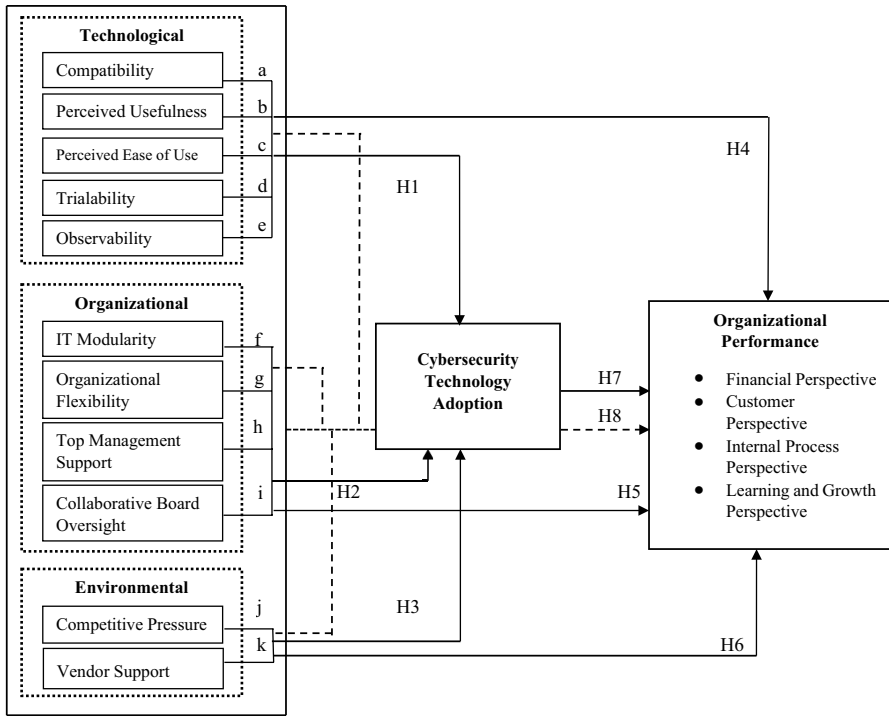 Technological
Compatibility
a
Perceived Usefulness
b
Perceived Ease of Use
c
Trialability
d
Observability
e
H1
H4
Organizational
IT Modularity
f
Organizational
Flexibility
g
Top Management
Support
h
Collaborative Board
Oversight
i
H2
Cybersecurity
Technology
Adoption
H7
H8
H5
Organizational
Performance
● Financial Perspective
● Customer
Perspective
● Internal Process
Perspective
● Learning and Growth
Perspective
Environmental
j
Competitive Pressure
k
Vendor Support
H3
H6